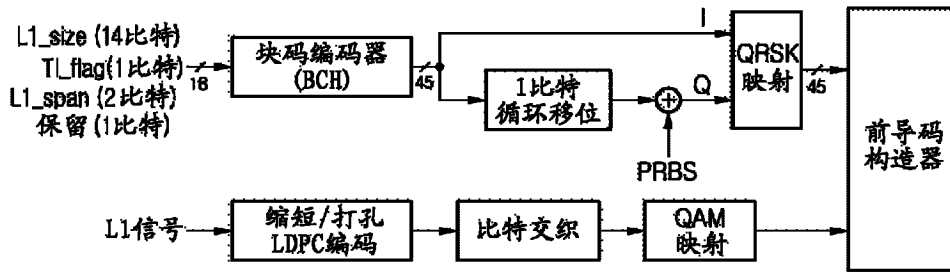 L1_size (14比特)
TI_flag(1比特)
L1_span (2比特)
保留(1比特)
18
块码编码器
(BCH)
45
I
1比特
循环移位
Q
PRBS
QRSK
映射
45
前导码
构造器
L1信号
缩短/打孔
LDPC编码
比特交织
QAM
映射